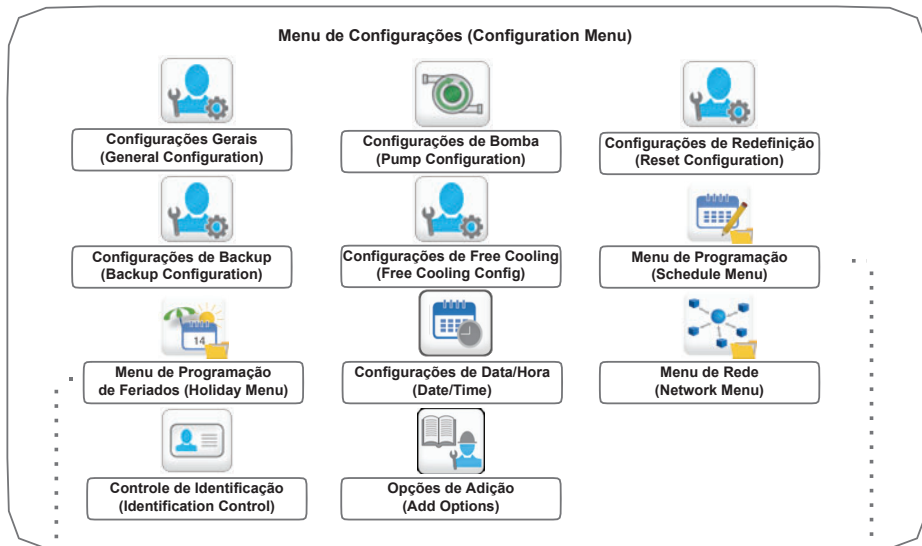 Menu de Configurações (Configuration Menu)
Configurações Gerais
(General Configuration)
Configurações de Bomba
(Pump Configuration)
Configurações de Redefinição
(Reset Configuration)
Configurações de Backup
(Backup Configuration)
Configurações de Free Cooling
(Free Cooling Config)
Menu de Programação
(Schedule Menu)
14
Menu de Programação
de Feriados (Holiday Menu)
Configurações de Data/Hora
(Date/Time)
Menu de Rede
(Network Menu)
Controle de Identificação
(Identification Control)
Opções de Adição
(Add Options)